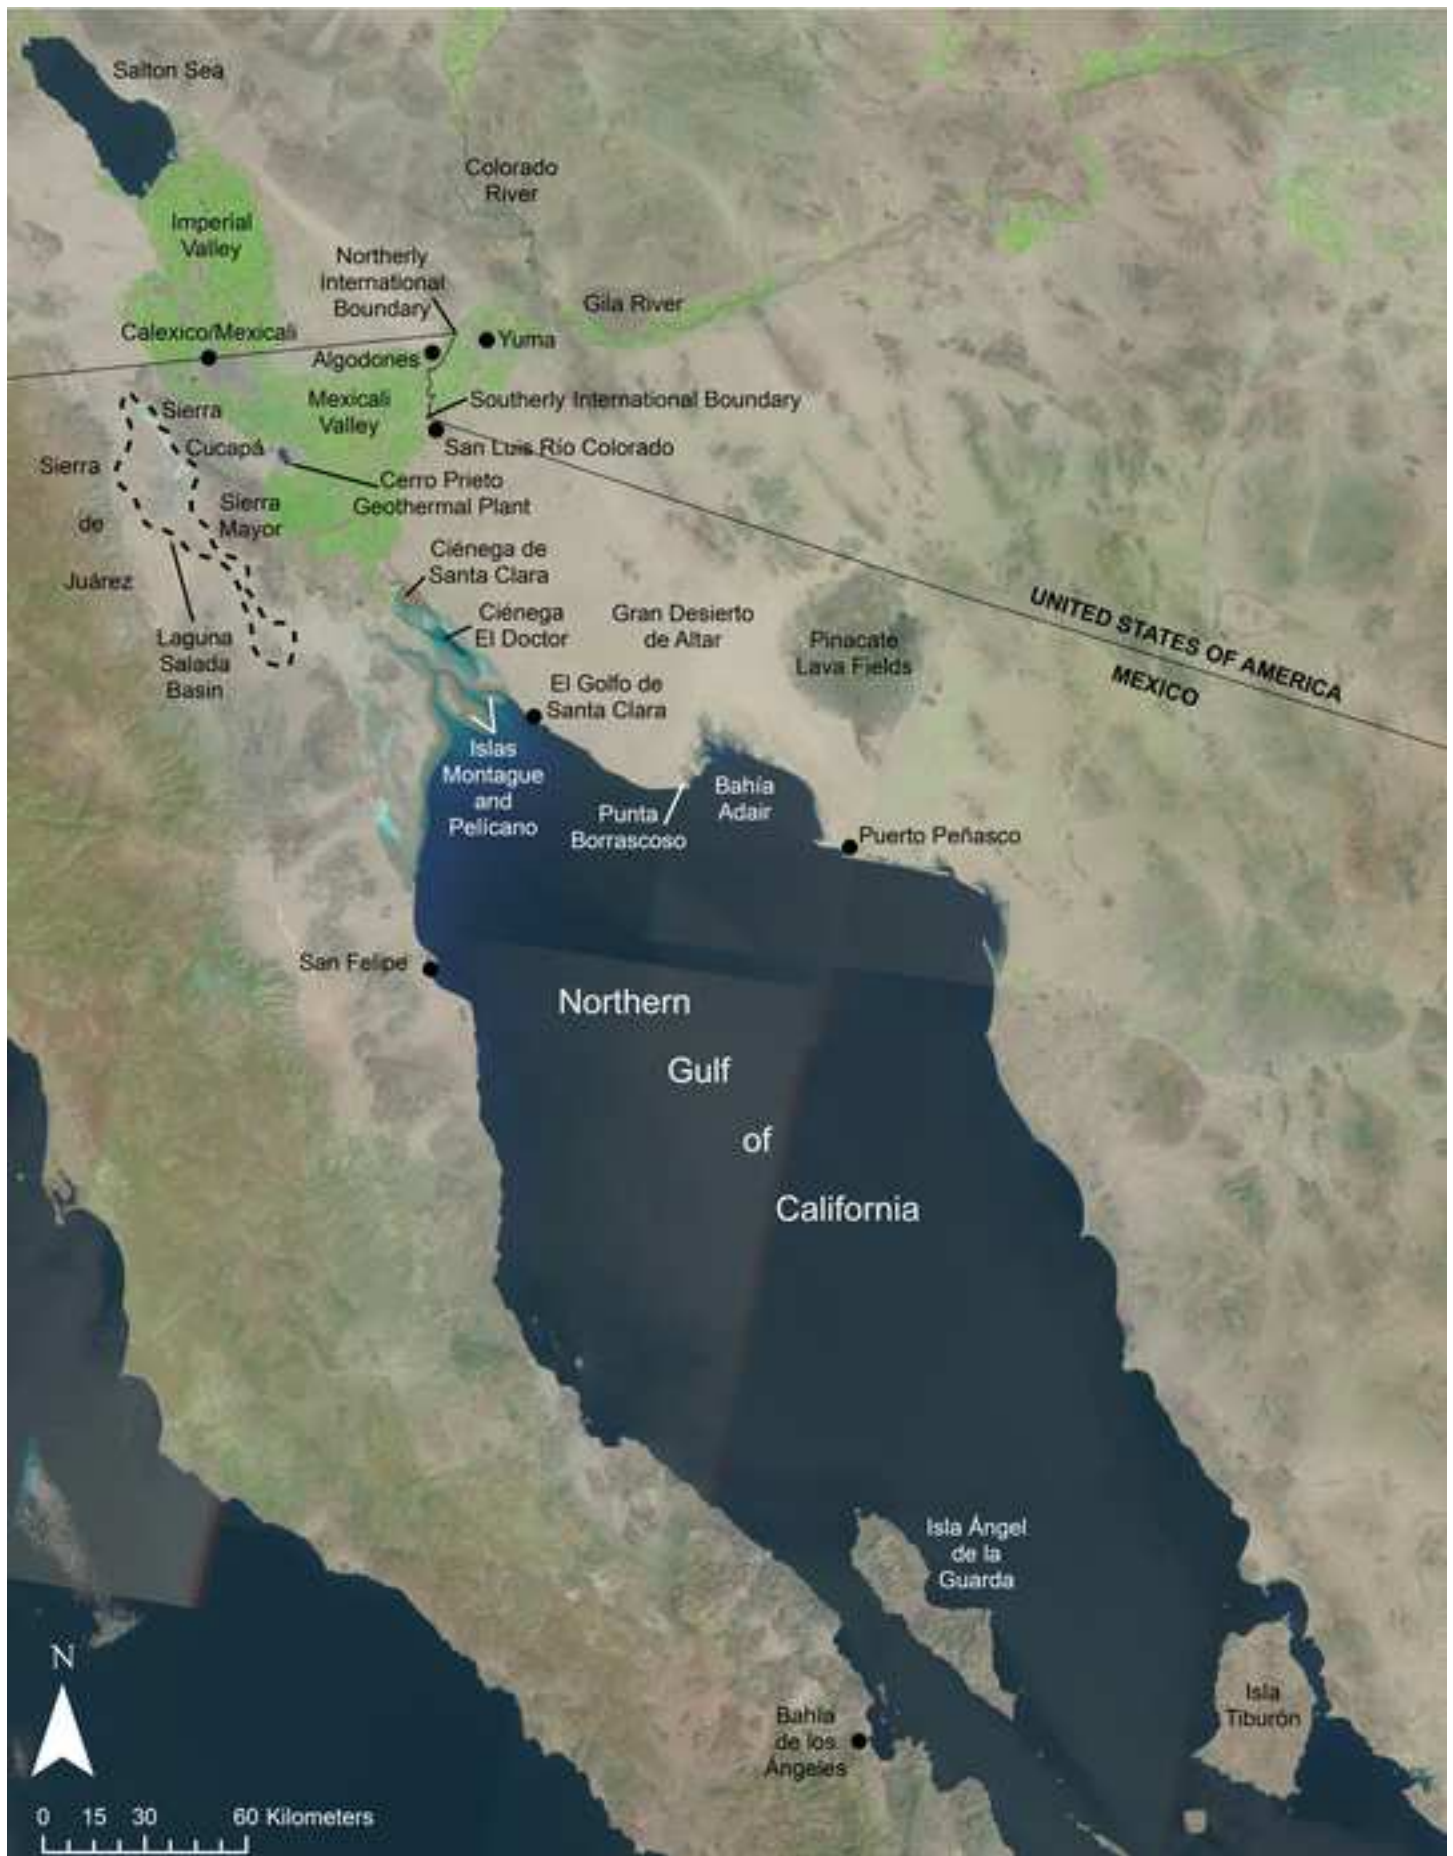 Salton Sea
Colorado
River
Imperial
Valley
Northerly
International
Boundary
Gila River
Calexico/Mexicali
Yuma
Algodones
Mexicali
Valley
Southerly International Boundary
Sierra
Cucapá
San Luis Río Colorado
Sierra
de
Juárez
Cerro Prieto
Geothermal Plant
Sierra
Mayor
Ciénega de
Santa Clara
Ciénega
El Doctor
Gran Desierto
de Altar
Pinacate
Lava Fields
UNITED STATES OF AMERICA
MEXICO
Laguna
Salada
Basin
El Golfo de
Santa Clara
Islas
Montague
and
Pelícano
Punta
Borrascoso
Bahía
Adair
Puerto Peñasco
San Felipe
Northern
Gulf
of
California
Isla Ángel
de la
Guarda
Isla
Tiburón
Bahía
de los
Ángeles
N
0 15 30 60 Kilometers